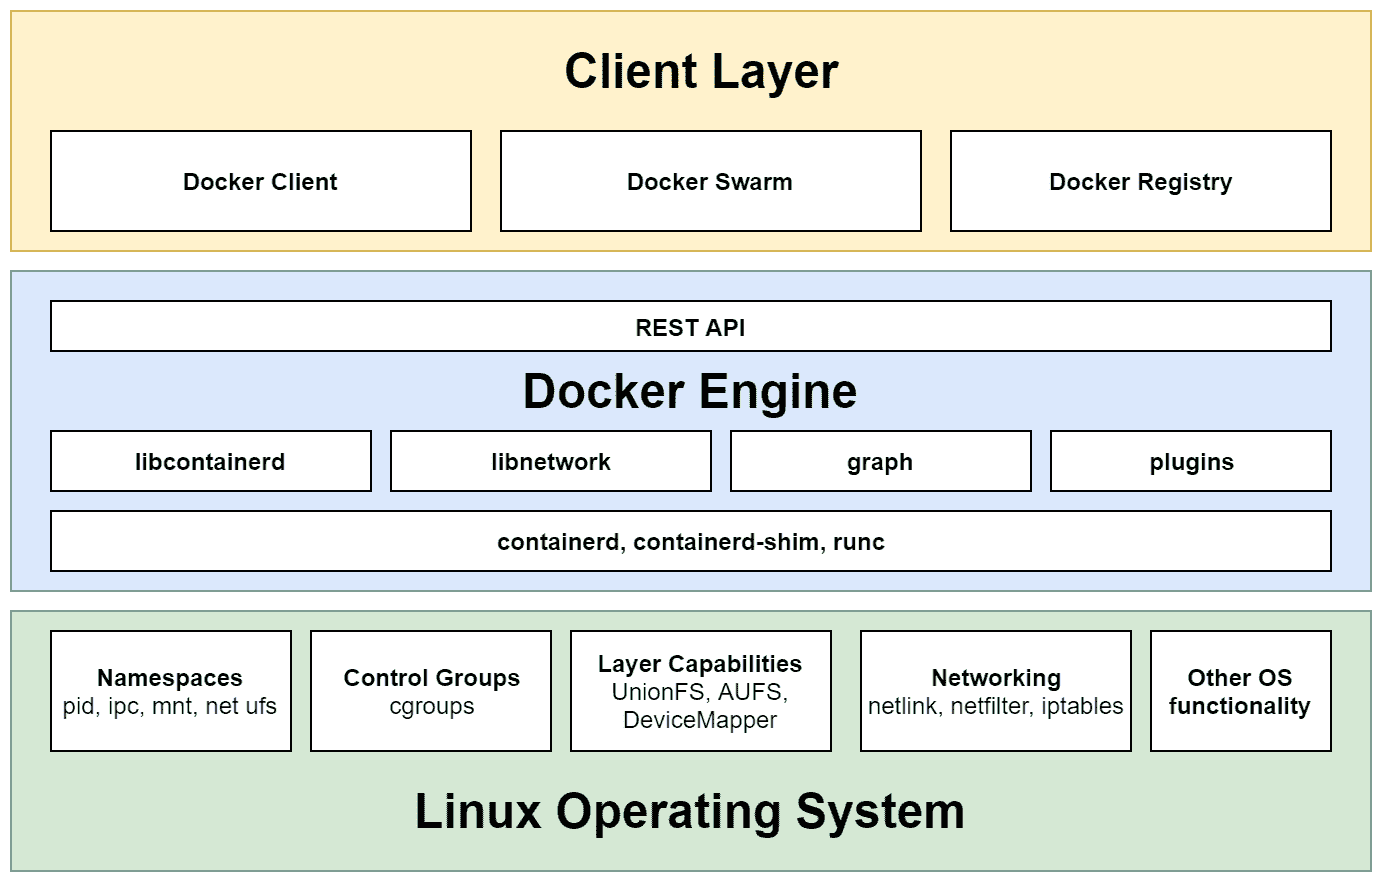 Client Layer
Docker Client
Docker Swarm
Docker Registry
REST API
Docker Engine
libcontainerd
libnetwork
graph
plugins
containerd, containerd-shim, runc
Namespaces
pid, ipc, mnt, net ufs
Control Groups
cgroups
Layer Capabilities
UnionFS, AUFS,
DeviceMapper
Networking
netlink, netfilter, iptables
Other OS
functionality
Linux Operating System